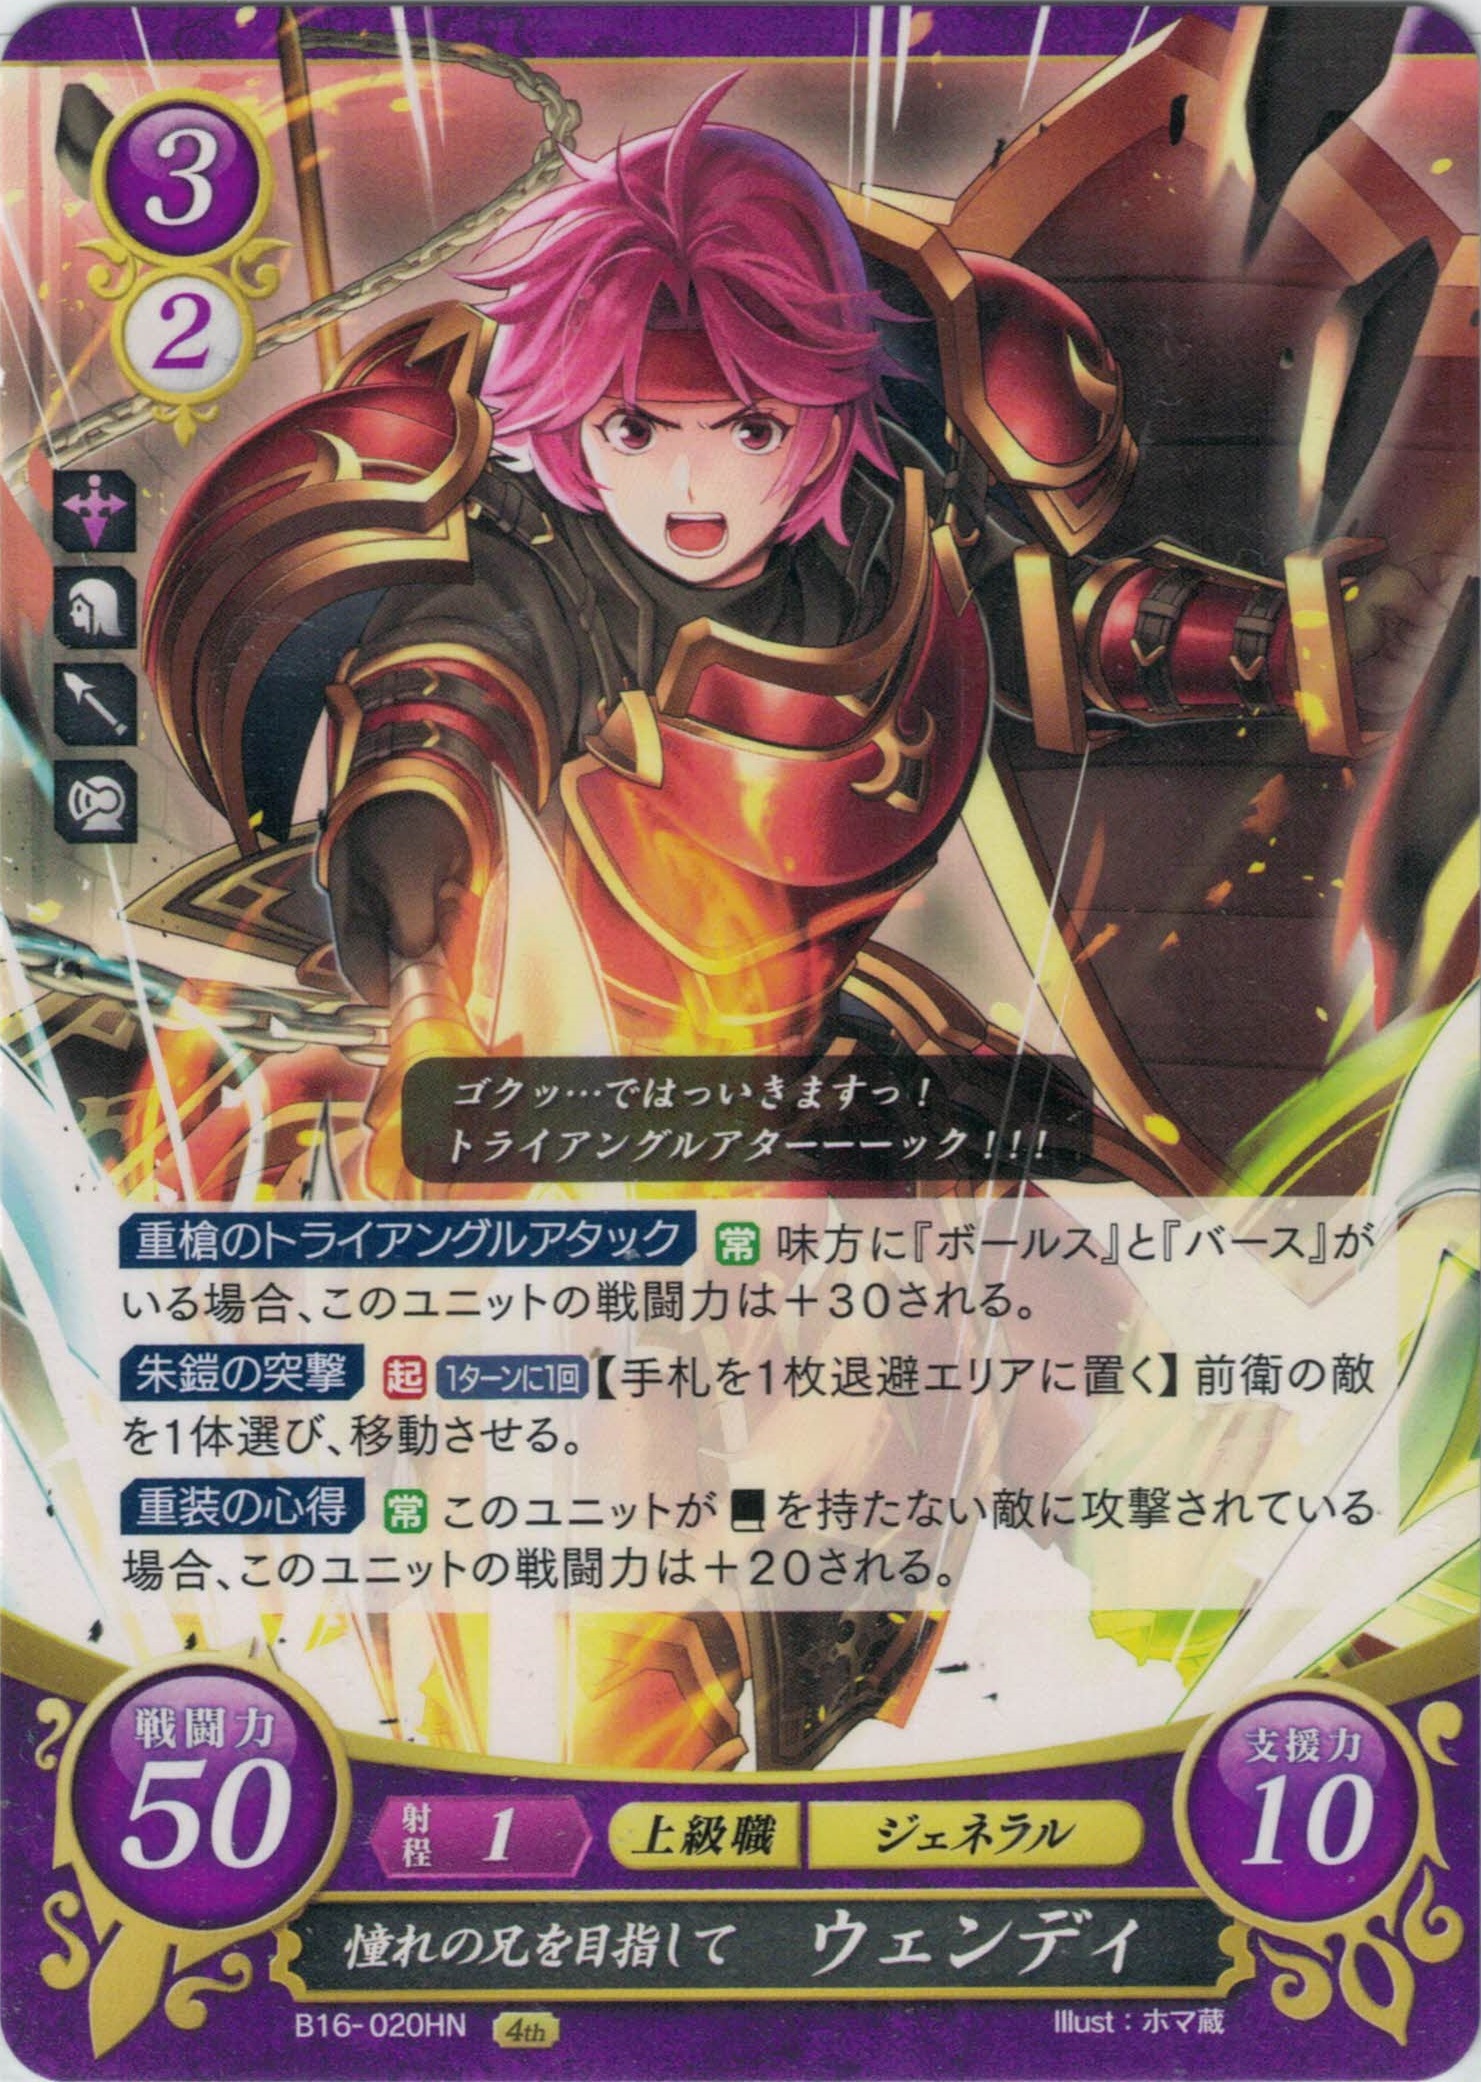 3
2
ゴクッ…ではっいきますっ！
トライアングルアターーーック！！！
重槍のトライアングルアタック 常 味方に『ボールス』と『バース』が
いる場合、このユニットの戦闘力は＋30される。
朱鎧の突撃 起 1ターンに1回【手札を1枚退避エリアに置く】前衛の敵
を1体選び、移動させる。
重装の心得 常 このユニットが を持たない敵に攻撃されている
場合、このユニットの戦闘力は＋20される。
戦闘力
50
射程 1
上級職 ジェネラル
支援力
10
憧れの兄を目指して ウェンディ
B16-020HN 4th
Illust：ホマ蔵